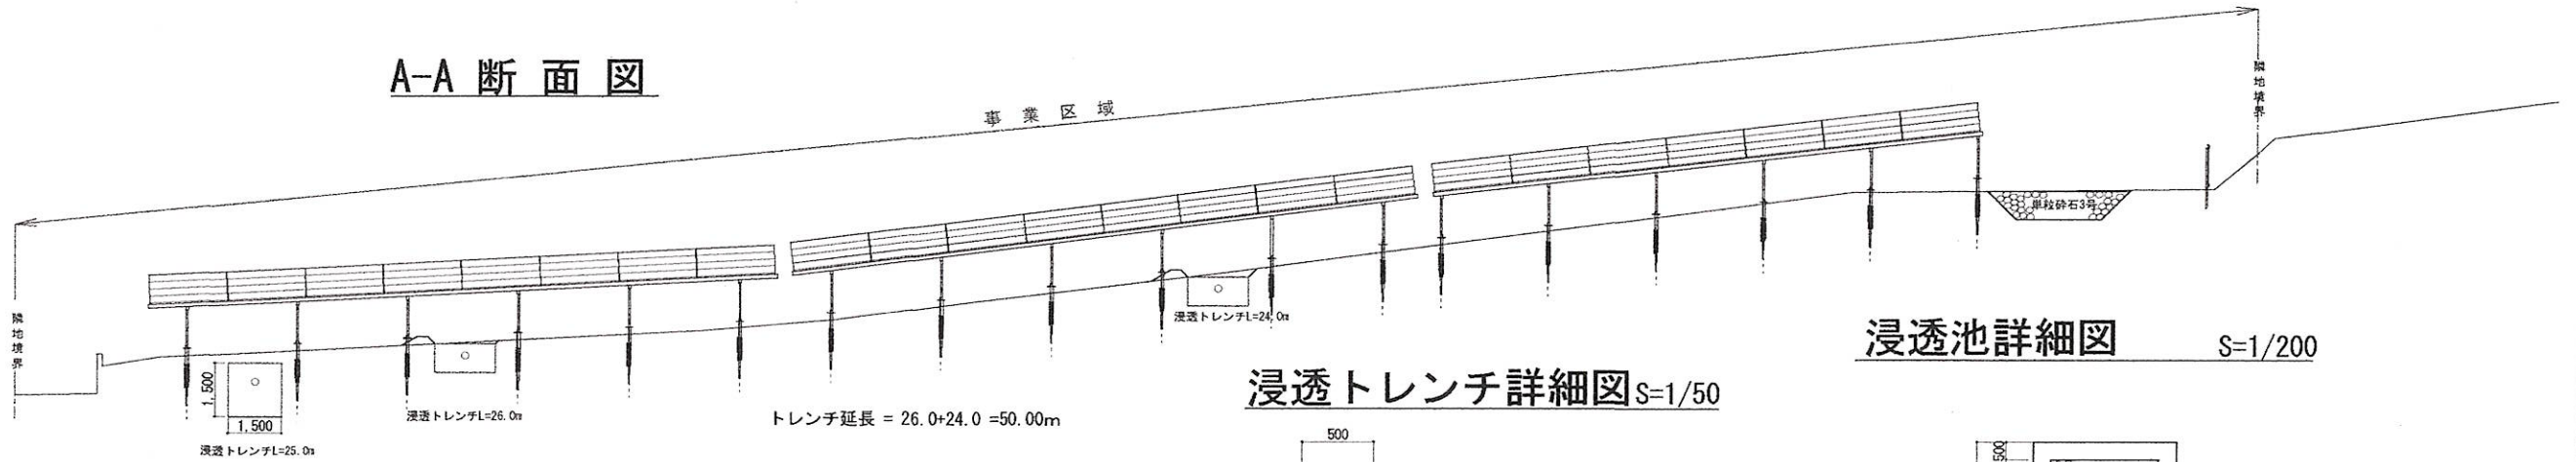 A-A 断 面 図
事 業 区 域
隣地境界
単粒砕石3号
隣地境界
1,500
1,500
浸透トレンチL=25.0m
浸透トレンチL=26.0m
トレンチ延長 = 26.0+24.0 =50.00m
浸透トレンチL=24.0m
浸透トレンチ詳細図 S=1/50
500
浸透池詳細図 S=1/200
500